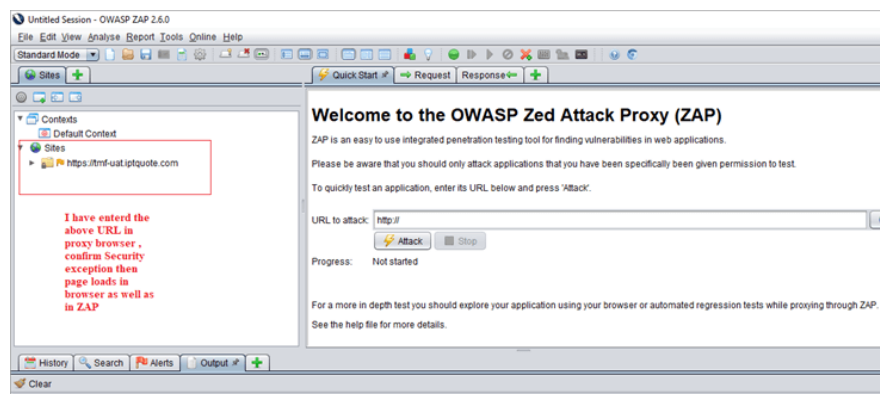 Untitled Session - OWASP ZAP 2.6.0
File Edit View Analyse Report Tools Online Help
Standard Mode
Sites
Quick Start Request Response
Contexts
Default Context
Sites
https://tmf-uat.iptquote.com
I have enterd the
above URL in
proxy browser ,
confirm Security
exception then
page loads in
browser as well as
in ZAP
Welcome to the OWASP Zed Attack Proxy (ZAP)
ZAP is an easy to use integrated penetration testing tool for finding vulnerabilities in web applications.
Please be aware that you should only attack applications that you have been specifically been given permission to test.
To quickly test an application, enter its URL below and press 'Attack'.
URL to attack: http://
Attack Stop
Progress: Not started
For a more in depth test you should explore your application using your browser or automated regression tests while proxying through ZAP.
See the help file for more details.
History Search Alerts Output
Clear